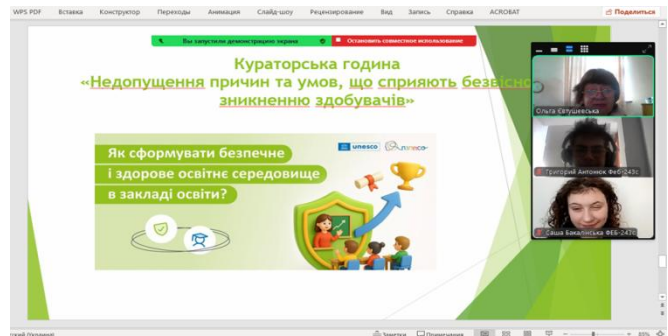 WPS PDF Вставка Конструктор Переходы Анимация Слайд-шоу Рецензирование Вид Запись Справка ACROBAT Поделиться
Вы запустили демонстрацию экрана Остановить совместное использование
Кураторська година
«Недопущення причин та умов, що сприяють безвісно
зникненню здобувачів»
Як сформувати безпечне
і здорове освітнє середовище
в закладі освіти?
unesco
Ольга Євтушевська
Григорий Антонюк Феб-243с
Саша Бакалінська ФЕБ-247с
Заметки Примечания